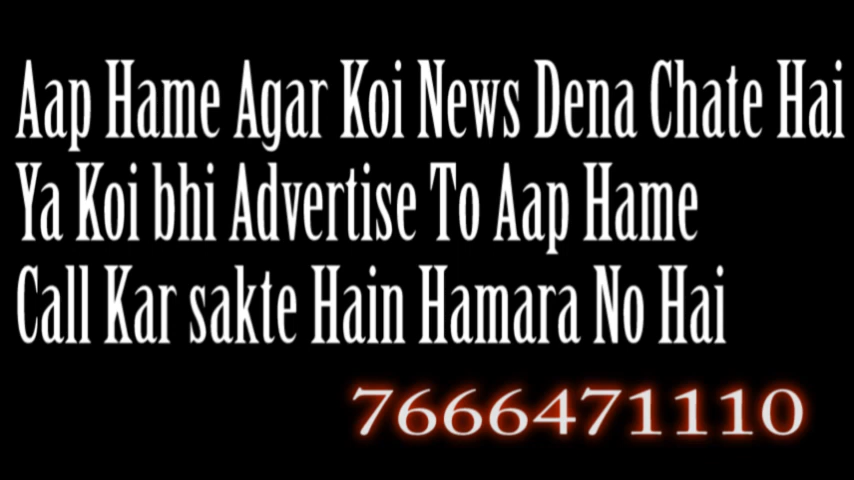 Aap Hame Agar Koi News Dena Chate Hai
Ya Koi bhi Advertise To Aap Hame
Call Kar sakte Hain Hamara No Hai
7666471110